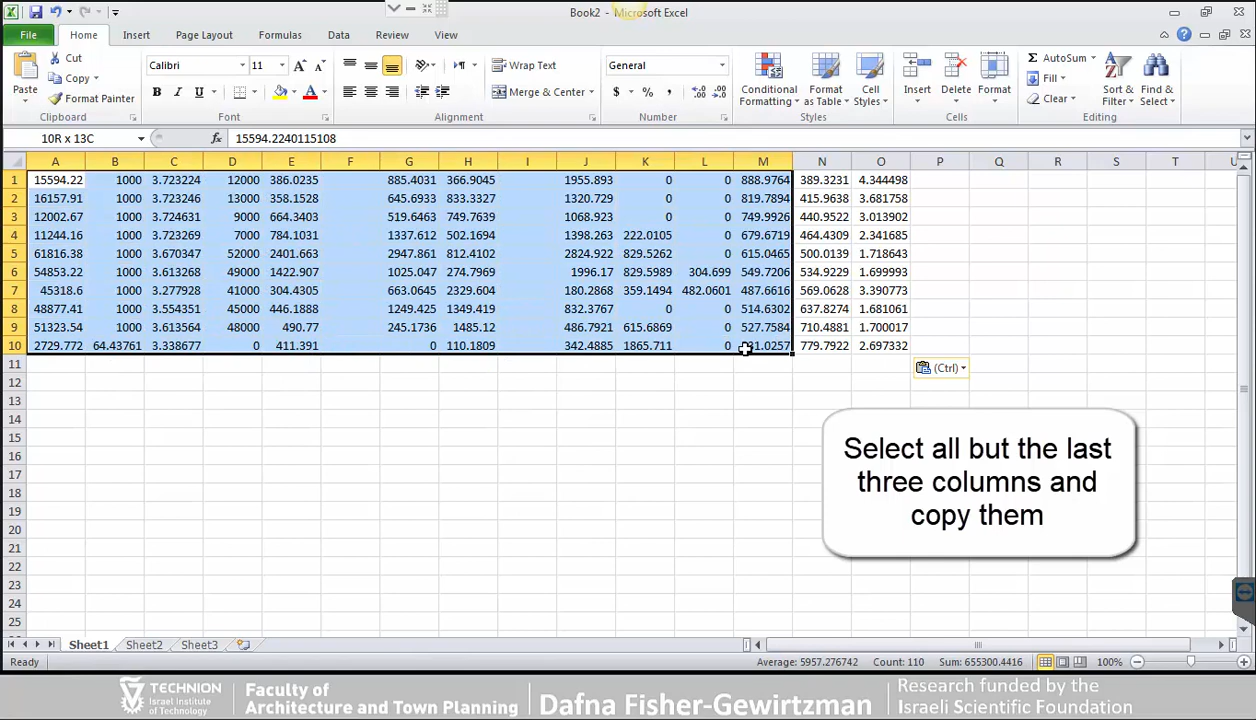 Book2 - Microsoft Excel
File Home Insert Page Layout Formulas Data Review View
Paste Cut Copy Format Painter
Calibri 11
Wrap Text
Merge & Center
General
Conditional Formatting Format as Table Cell Styles
Insert Delete Format
AutoSum Fill Clear
Sort & Filter Find & Select
Clipboard Font Alignment Number Styles Cells Editing
10R x 13C fx 15594.2240115108
A B C D E F G H I J K L M N O P Q R S T U
1 15594.22 1000 3.723224 12000 386.0235 885.4031 366.9045 1955.893 0 0 888.9764 389.3231 4.344498
2 16157.91 1000 3.723246 13000 358.1528 645.6933 833.3327 1320.729 0 0 819.7894 415.9638 3.681758
3 12002.67 1000 3.724631 9000 664.3403 519.6463 749.7639 1068.923 0 0 749.9926 440.9522 3.013902
4 11244.16 1000 3.723269 7000 784.1031 1337.612 502.1694 1398.263 222.0105 0 679.6719 464.4309 2.341685
5 61816.38 1000 3.670347 52000 2401.663 2947.861 812.4102 2824.922 829.5262 0 615.0465 500.0139 1.718643
6 54853.22 1000 3.613268 49000 1422.907 1025.047 274.7969 1996.17 829.5989 304.699 549.7206 534.9229 1.699993
7 45318.6 1000 3.277928 41000 304.4305 663.0645 2329.604 180.2868 359.1494 482.0601 487.6616 569.0628 3.390773
8 48877.41 1000 3.554351 45000 446.1888 1249.425 1349.419 832.3767 0 0 514.6302 637.8274 1.681061
9 51323.54 1000 3.613564 48000 490.77 245.1736 1485.12 486.7921 615.6869 0 527.7584 710.4881 1.700017
10 2729.772 64.43761 3.338677 0 411.391 0 110.1809 342.4885 1865.711 0 779.7922 2.697332
11
12
13
14
15
16
17
18
19
20
21
22
23
24
25
(Ctrl)
Select all but the last
three columns and
copy them
Sheet1 Sheet2 Sheet3
Ready Average: 5957.276742 Count: 110 Sum: 655300.4416 100%
TECHNION
Israel Institute
of Technology
Faculty of
Architecture and Town Planning
Dafna Fisher-Gewirtzman
Research funded by the
Israeli Scientific Foundation